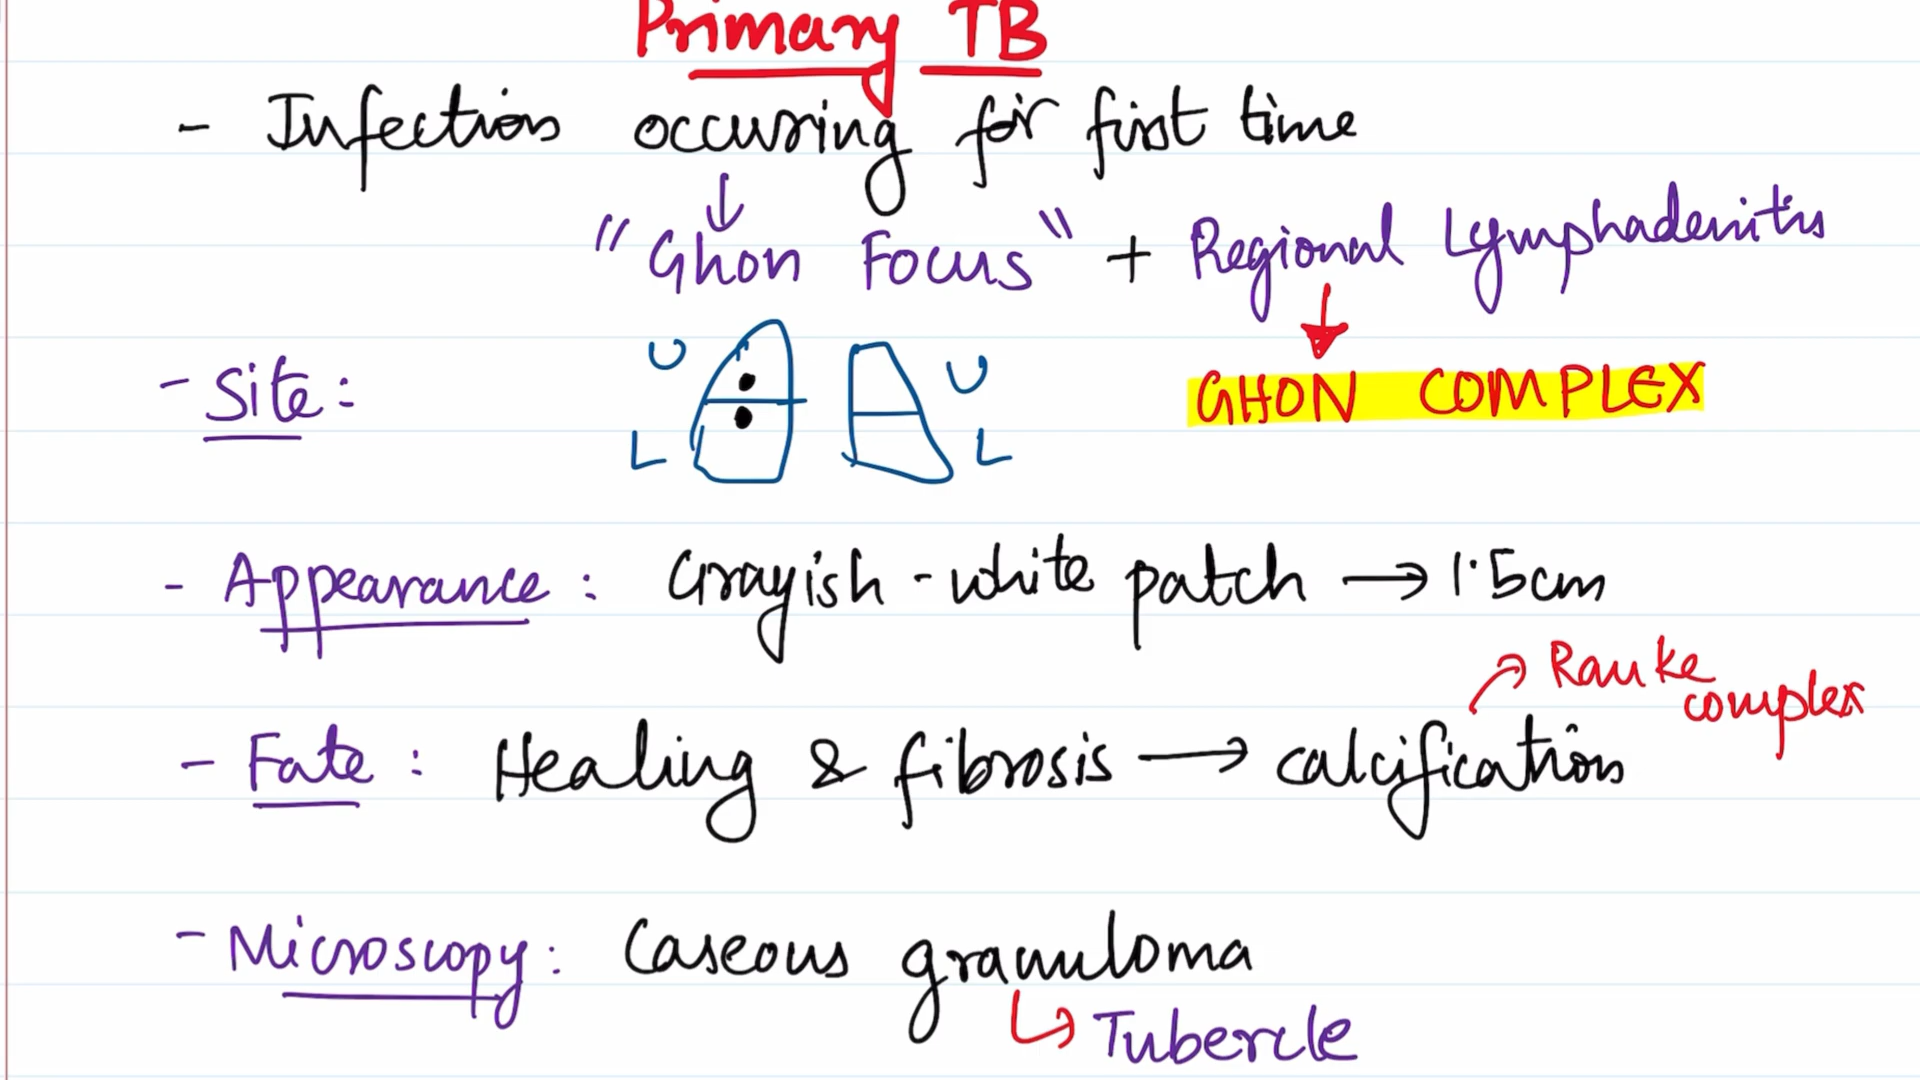 Primary TB
- Infection occuring for first time
↓
"Ghon Focus" + Regional Lymphadenitis
↓
GHON COMPLEX
- Site:
U U
L L
- Appearance: Grayish-white patch → 1.5cm
- Fate: Healing & fibrosis → calcification
→ Ranke complex
- Microscopy: Caseous granuloma
↳ Tubercle